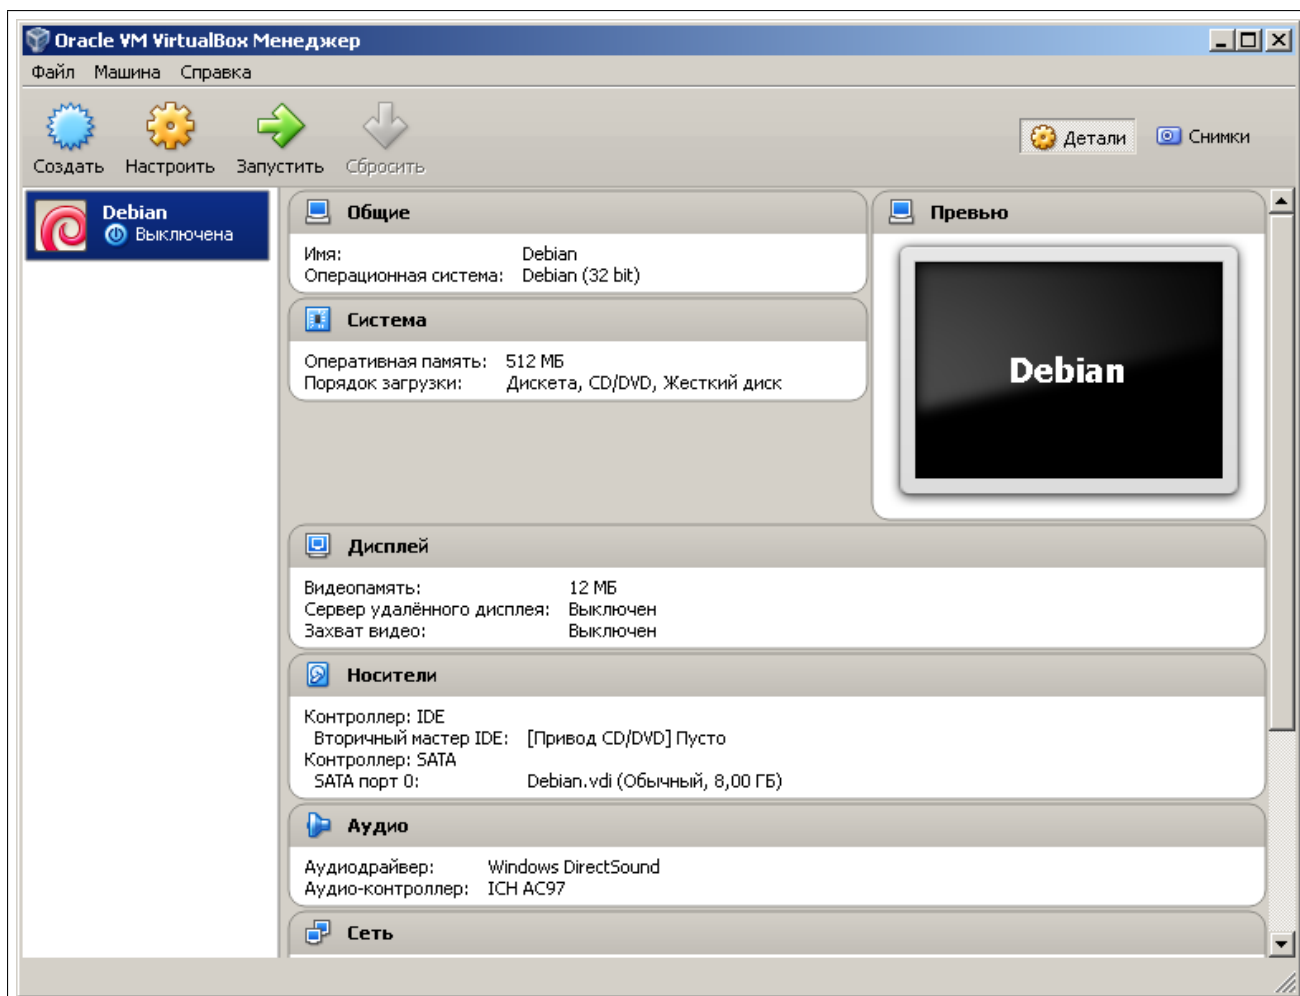 Oracle VM VirtualBox Менеджер
Файл Машина Справка
Создать Настроить Запустить Сбросить
Детали Снимки
Debian
Выключена
Общие
Имя: Debian
Операционная система: Debian (32 bit)
Система
Оперативная память: 512 МБ
Порядок загрузки: Дискета, CD/DVD, Жесткий диск
Превью
Debian
Дисплей
Видеопамять: 12 МБ
Сервер удалённого дисплея: Выключен
Захват видео: Выключен
Носители
Контроллер: IDE
Вторичный мастер IDE: [Привод CD/DVD] Пусто
Контроллер: SATA
SATA порт 0: Debian.vdi (Обычный, 8,00 ГБ)
Аудио
Аудиодрайвер: Windows DirectSound
Аудио-контроллер: ICH AC97
Сеть